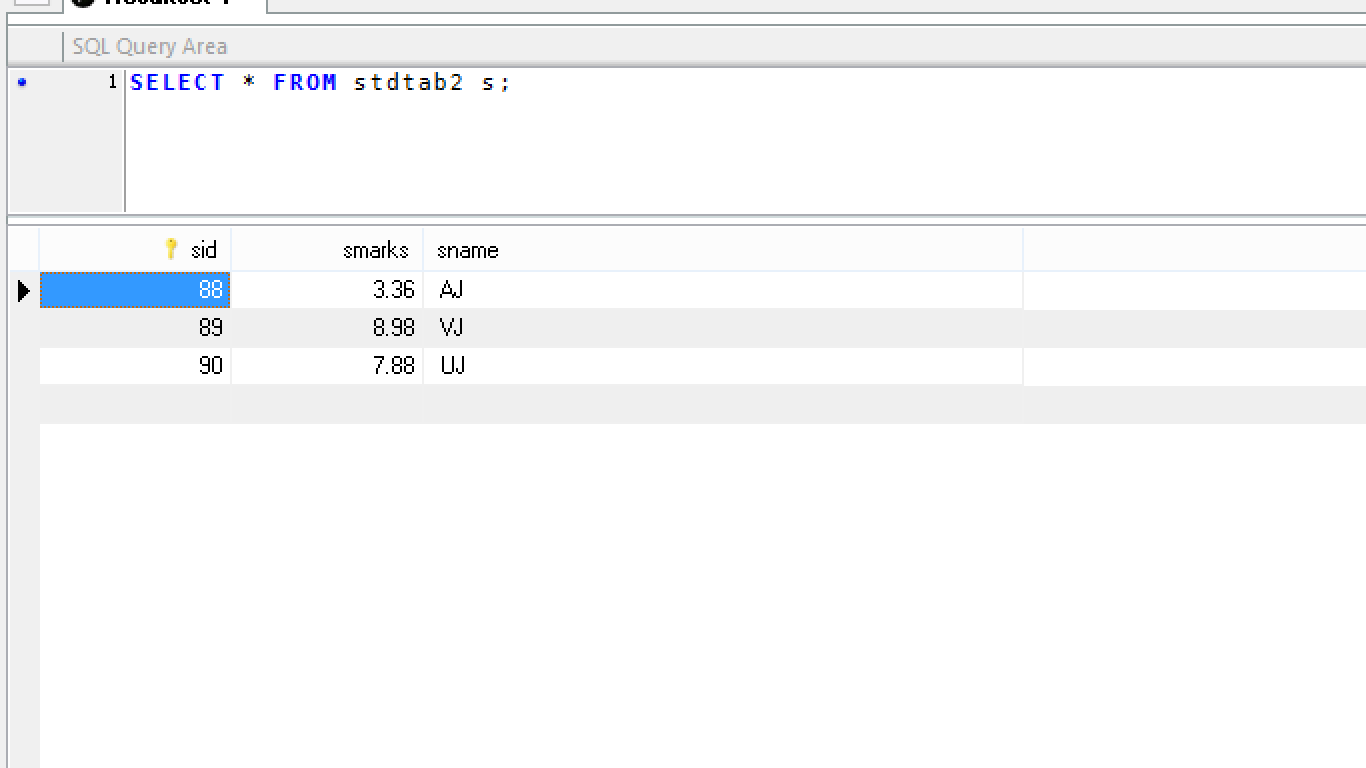 SQL Query Area
1 SELECT * FROM stdtab2 s;
sid smarks sname
88 3.36 AJ
89 8.98 VJ
90 7.88 UJ